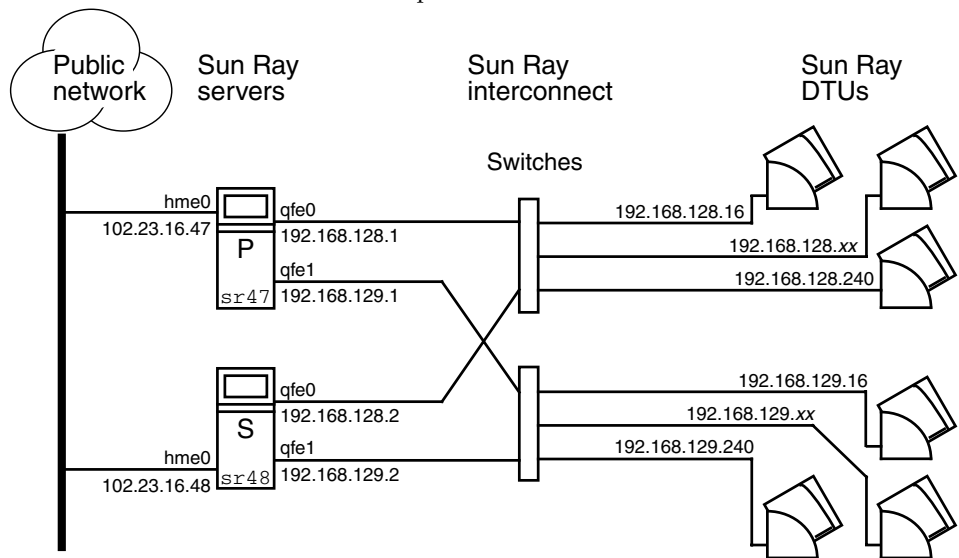 Public
network
Sun Ray
servers
Sun Ray
interconnect
Sun Ray
DTUs
Switches
hme0
102.23.16.47
P
sr47
qfe0
192.168.128.1
qfe1
192.168.129.1
192.168.128.16
192.168.128.xx
192.168.128.240
hme0
102.23.16.48
S
sr48
qfe0
192.168.128.2
qfe1
192.168.129.2
192.168.129.16
192.168.129.xx
192.168.129.240